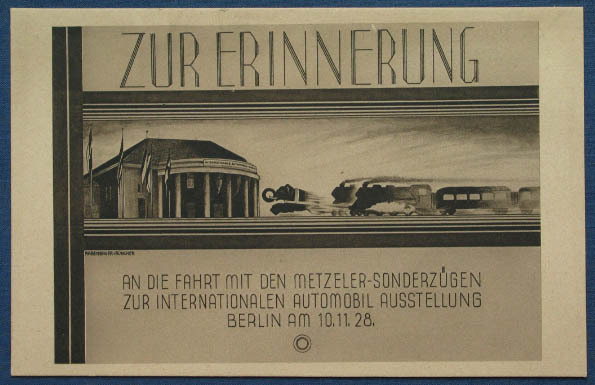 ZUR ERINNERUNG
AN DIE FAHRT MIT DEN METZELER-SONDERZÜGEN
ZUR INTERNATIONALEN AUTOMOBIL AUSSTELLUNG
BERLIN AM 10.11.28.